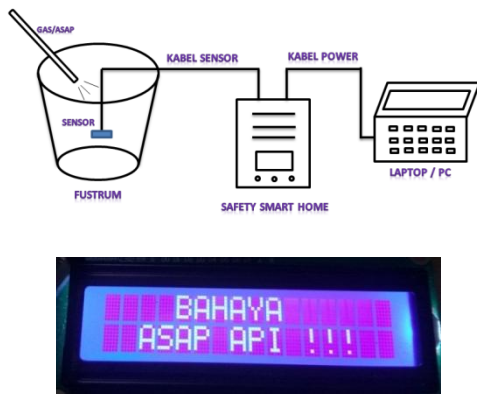 GAS/ASAP
KABEL SENSOR
KABEL POWER
SENSOR
LAPTOP / PC
FUSTRUM
SAFETY SMART HOME
BAHAYA
ASAP API !!!